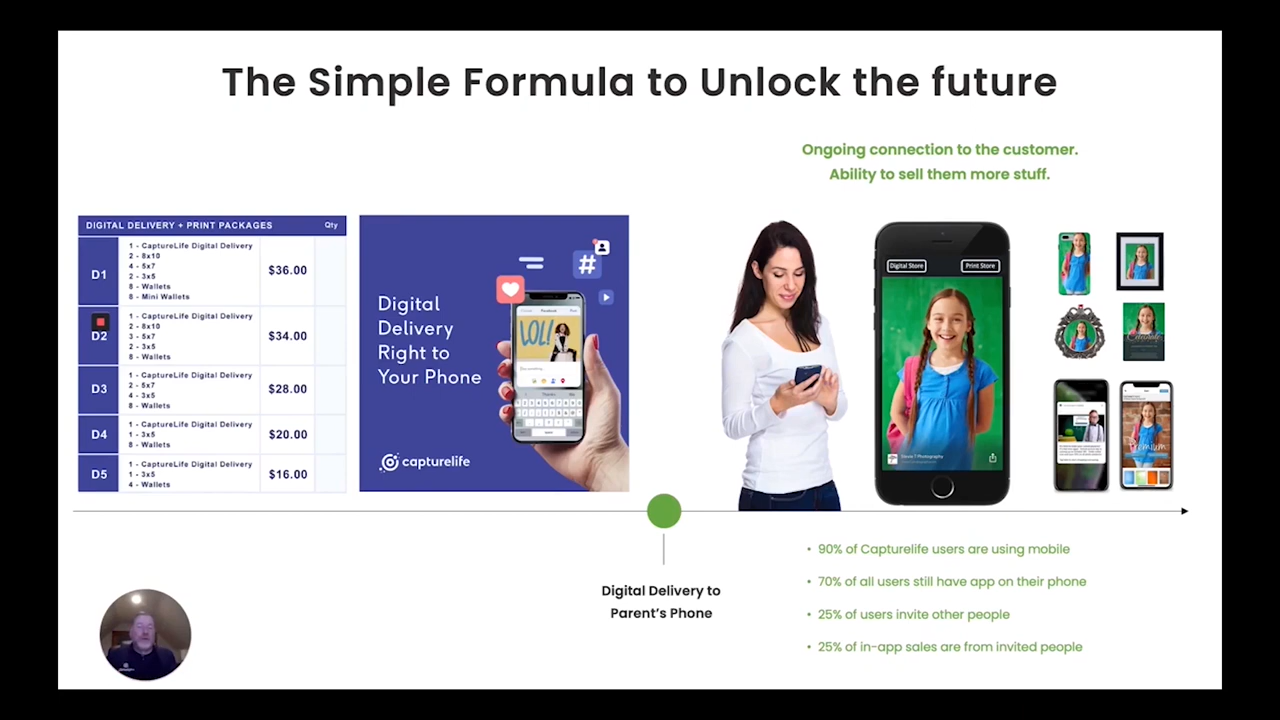 The Simple Formula to Unlock the future
Ongoing connection to the customer.
Ability to sell them more stuff.
DIGITAL DELIVERY + PRINT PACKAGES Qty
D1
1 - CaptureLife Digital Delivery
2 - 8x10
4 - 5x7
2 - 3x5
8 - Wallets
8 - Mini Wallets
$36.00
D2
1 - CaptureLife Digital Delivery
2 - 8x10
3 - 5x7
2 - 3x5
8 - Wallets
$34.00
D3
1 - CaptureLife Digital Delivery
2 - 5x7
4 - 3x5
8 - Wallets
$28.00
D4
1 - CaptureLife Digital Delivery
1 - 3x5
8 - Wallets
$20.00
D5
1 - CaptureLife Digital Delivery
1 - 3x5
4 - Wallets
$16.00
Digital
Delivery
Right to
Your Phone
#
LOL!
capturelife
Digital Store
Print Store
Photography
Celebrate
Premium
Digital Delivery to
Parent's Phone
• 90% of Capturelife users are using mobile
• 70% of all users still have app on their phone
• 25% of users invite other people
• 25% of in-app sales are from invited people